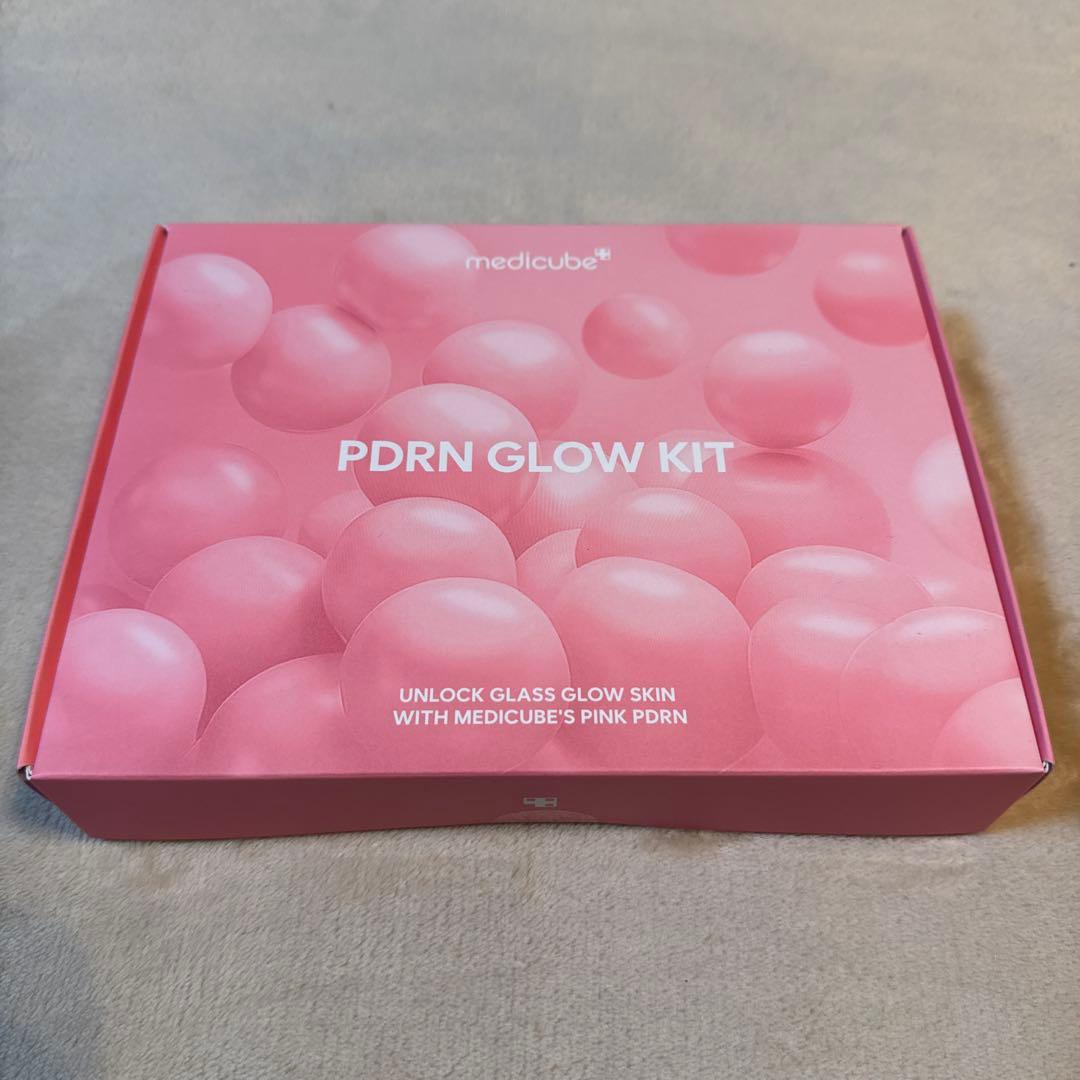 medicube
PDRN GLOW KIT
UNLOCK GLASS GLOW SKIN
WITH MEDICUBE'S PINK PDRN